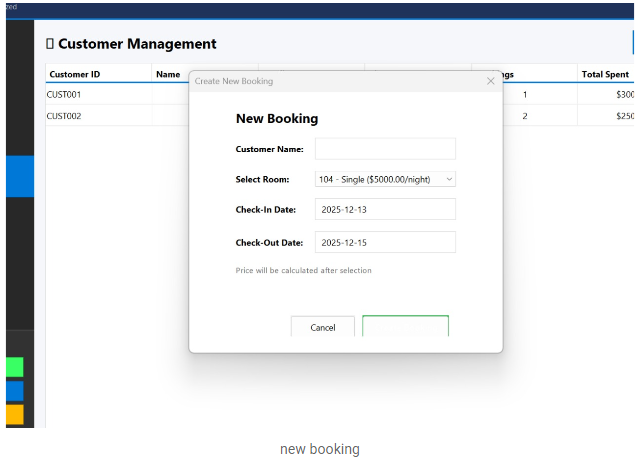 zed
Customer Management
Customer ID Name ngs Total Spent
CUST001 1 $300
CUST002 2 $250
Create New Booking
New Booking
Customer Name:
Select Room: 104 - Single ($5000.00/night)
Check-In Date: 2025-12-13
Check-Out Date: 2025-12-15
Price will be calculated after selection
Cancel
new booking